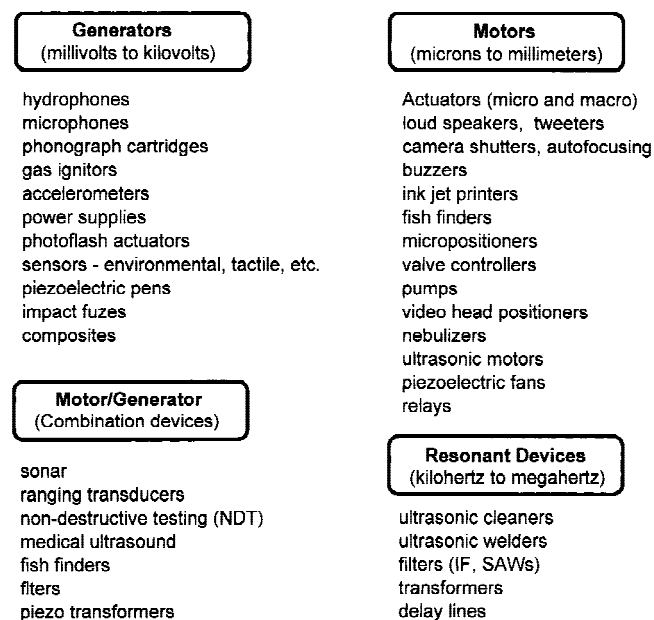 Generators
(millivolts to kilovolts)
hydrophones
microphones
phonograph cartridges
gas ignitors
accelerometers
power supplies
photoflash actuators
sensors - environmental, tactile, etc.
piezoelectric pens
impact fuzes
composites
Motor/Generator
(Combination devices)
sonar
ranging transducers
non-destructive testing (NDT)
medical ultrasound
fish finders
flters
piezo transformers
Motors
(microns to millimeters)
Actuators (micro and macro)
loud speakers, tweeters
camera shutters, autofocusing
buzzers
ink jet printers
fish finders
micropositioners
valve controllers
pumps
video head positioners
nebulizers
ultrasonic motors
piezoelectric fans
relays
Resonant Devices
(kilohertz to megahertz)
ultrasonic cleaners
ultrasonic welders
filters (IF, SAWs)
transformers
delay lines